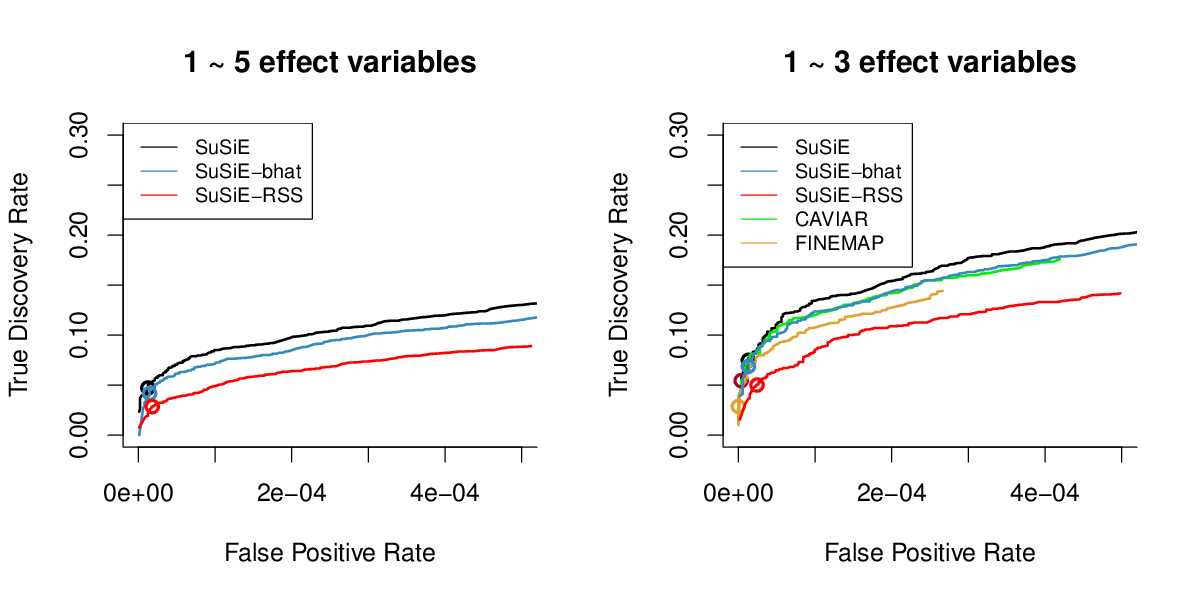 1 ~ 5 effect variables
True Discovery Rate
0.30
0.20
0.10
0.00
SuSiE
SuSiE−bhat
SuSiE−RSS
0e+00
2e−04
4e−04
False Positive Rate
1 ~ 3 effect variables
True Discovery Rate
0.30
0.20
0.10
0.00
SuSiE
SuSiE−bhat
SuSiE−RSS
CAVIAR
FINEMAP
0e+00
2e−04
4e−04
False Positive Rate